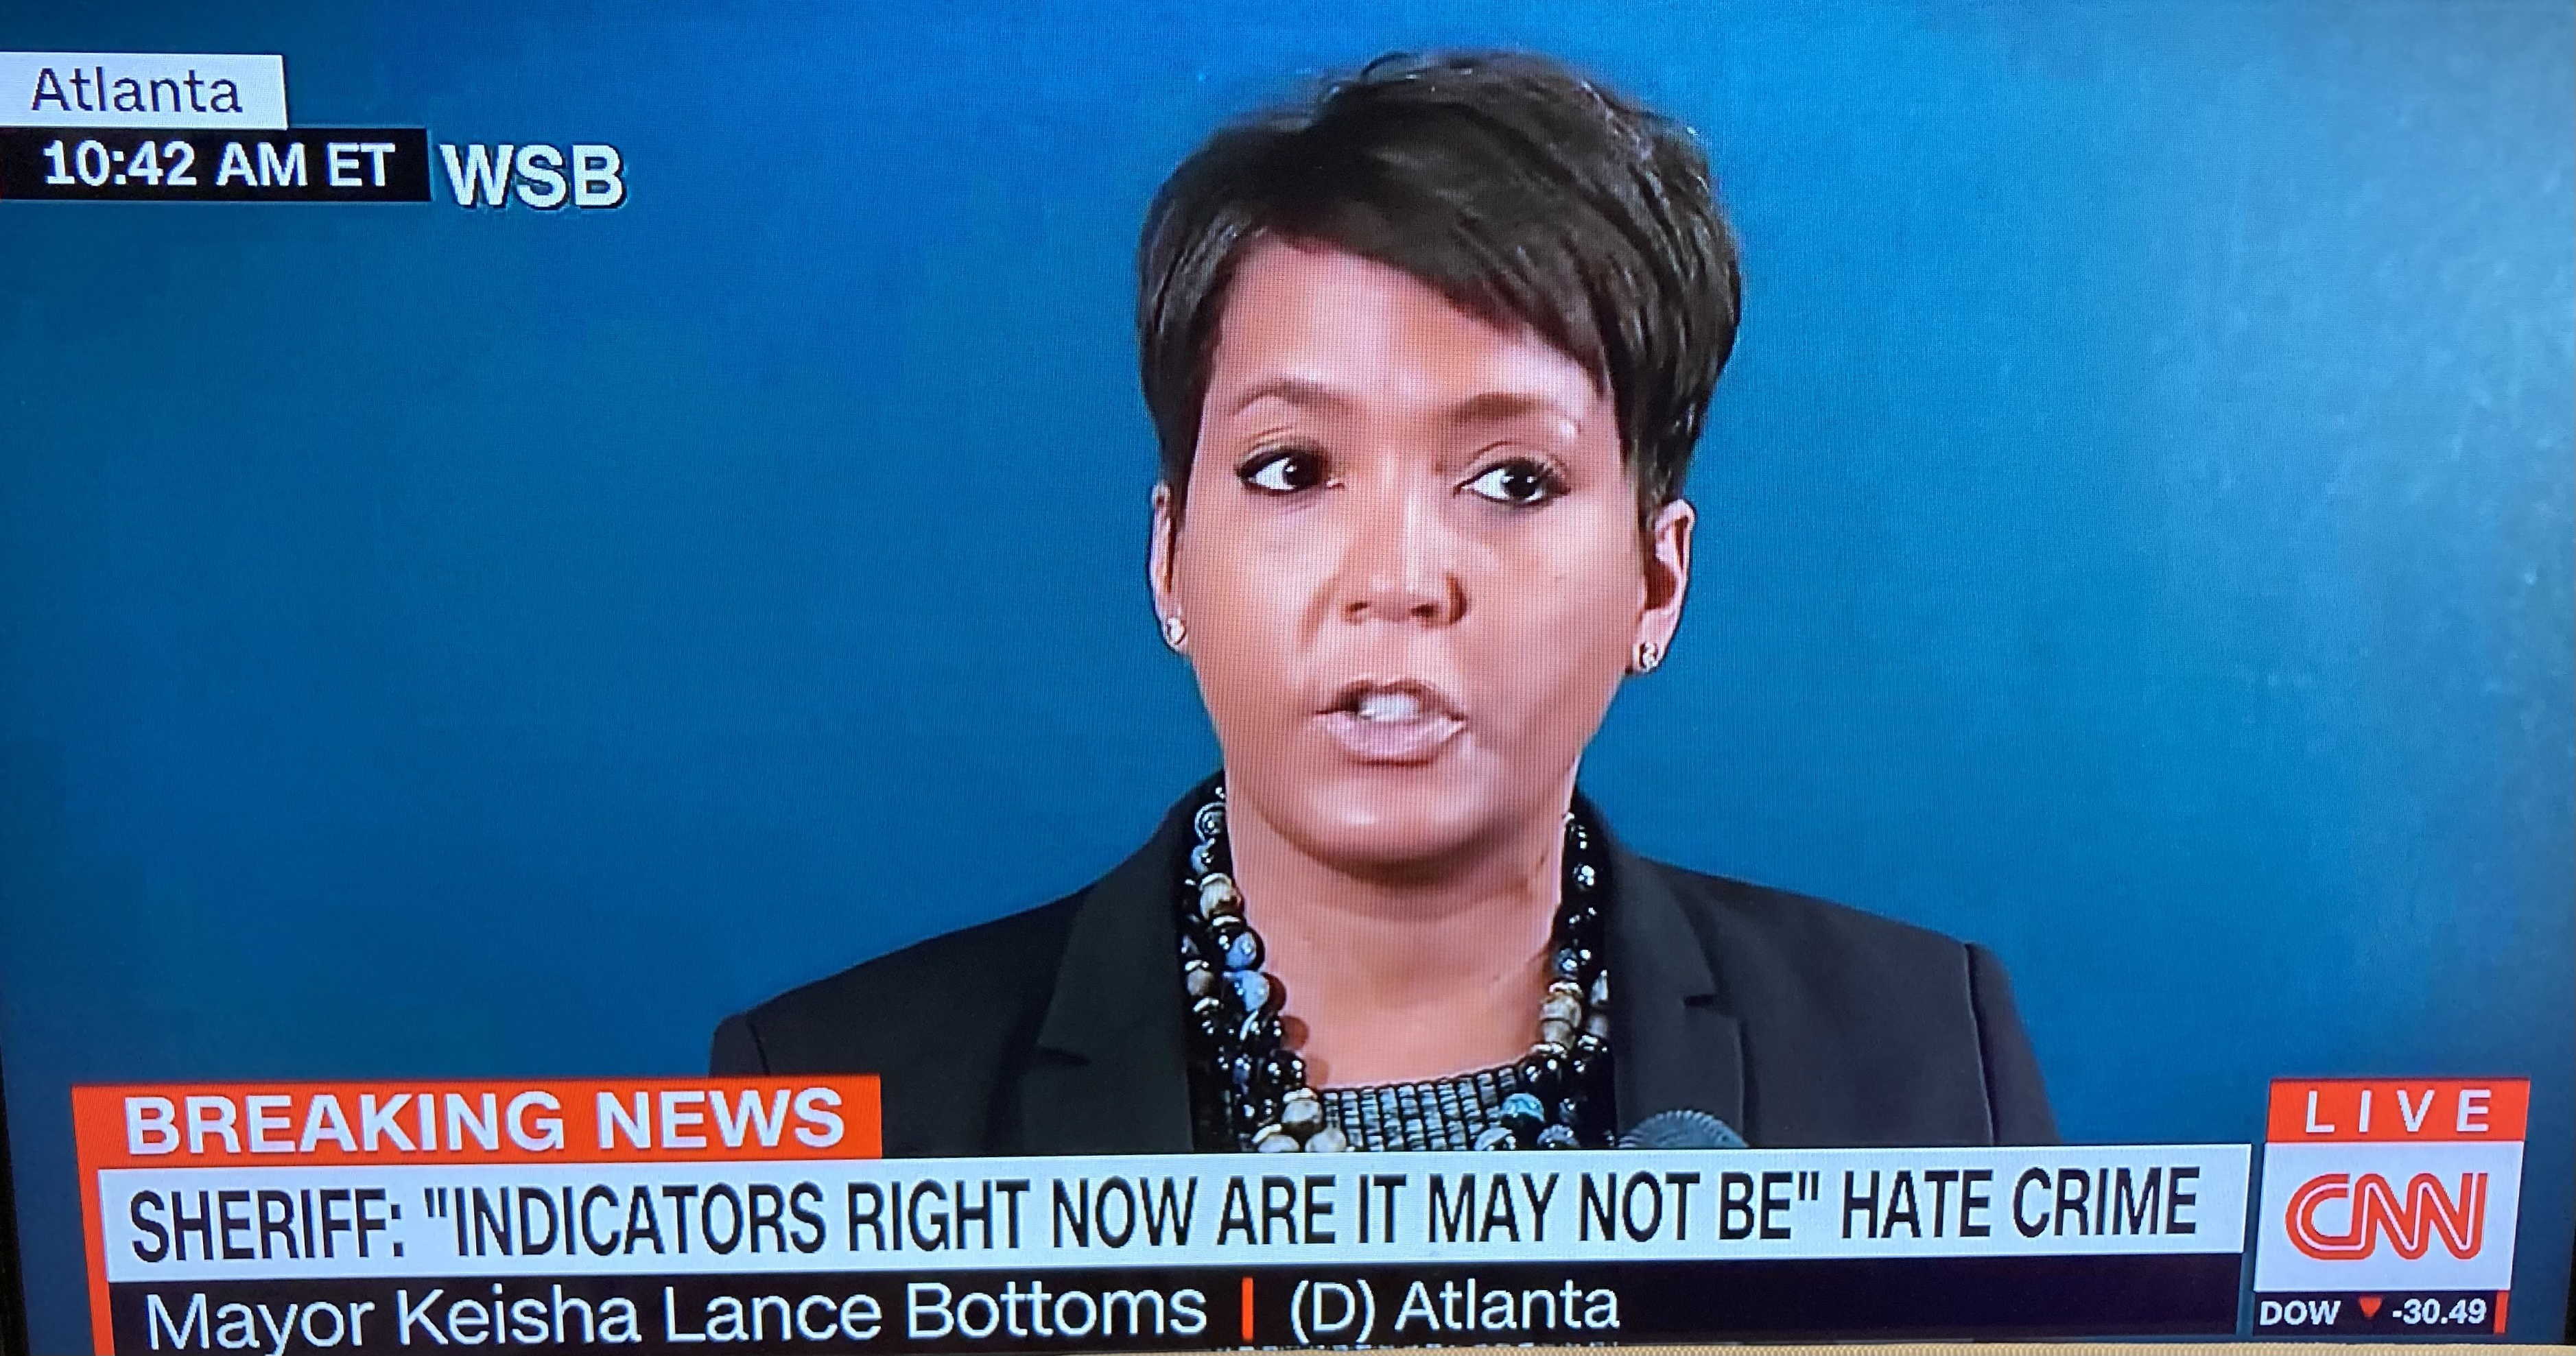 Atlanta
10:42 AM ET WSB
BREAKING NEWS
SHERIFF: "INDICATORS RIGHT NOW ARE IT MAY NOT BE" HATE CRIME
Mayor Keisha Lance Bottoms | (D) Atlanta
LIVE
CNN
DOW ▼ -30.49